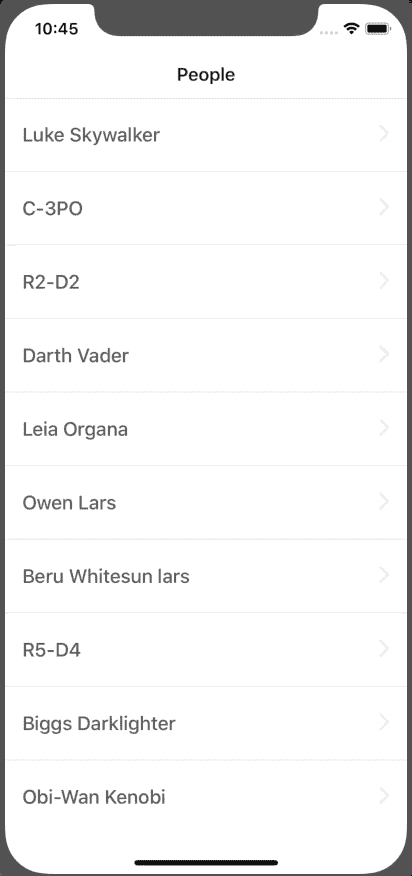 10:45
People
Luke Skywalker
C-3PO
R2-D2
Darth Vader
Leia Organa
Owen Lars
Beru Whitesun lars
R5-D4
Biggs Darklighter
Obi-Wan Kenobi